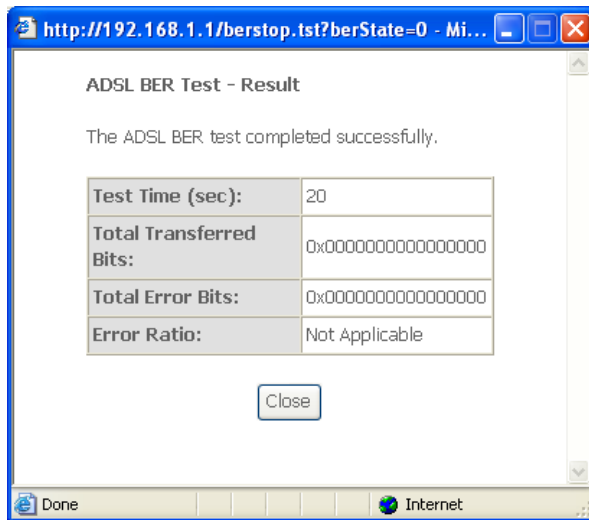 http://192.168.1.1/berstop.tst?berState=0 - Mi...
ADSL BER Test - Result
The ADSL BER test completed successfully.
Test Time (sec): 20
Total Transferred Bits: 0x0000000000000000
Total Error Bits: 0x0000000000000000
Error Ratio: Not Applicable
Close
Done Internet